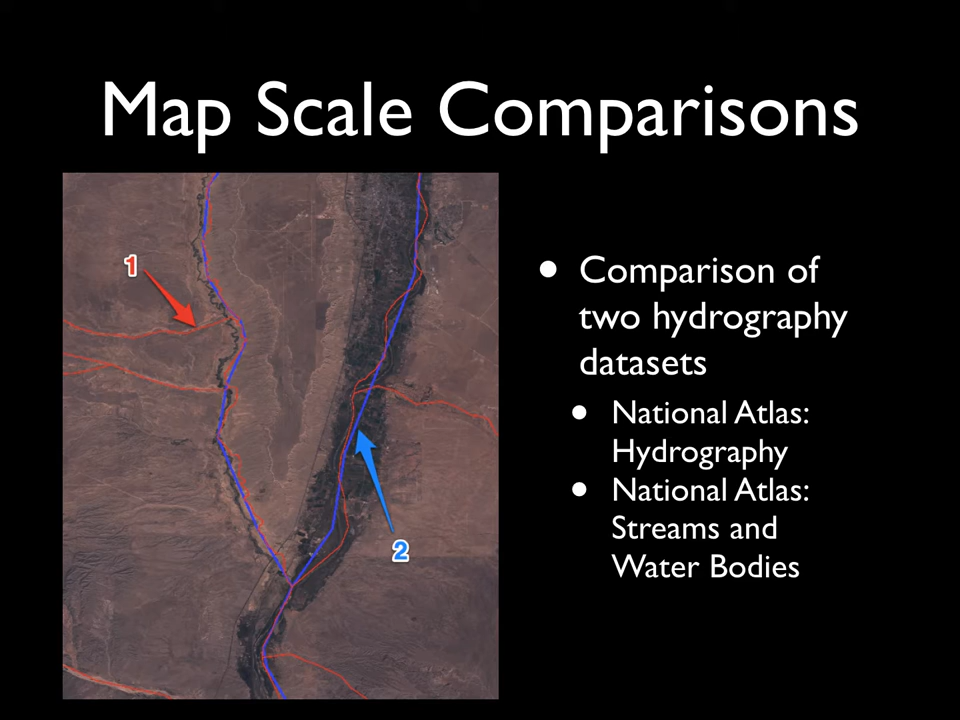 Map Scale Comparisons
1
2
• Comparison of
two hydrography
datasets
• National Atlas:
Hydrography
• National Atlas:
Streams and
Water Bodies